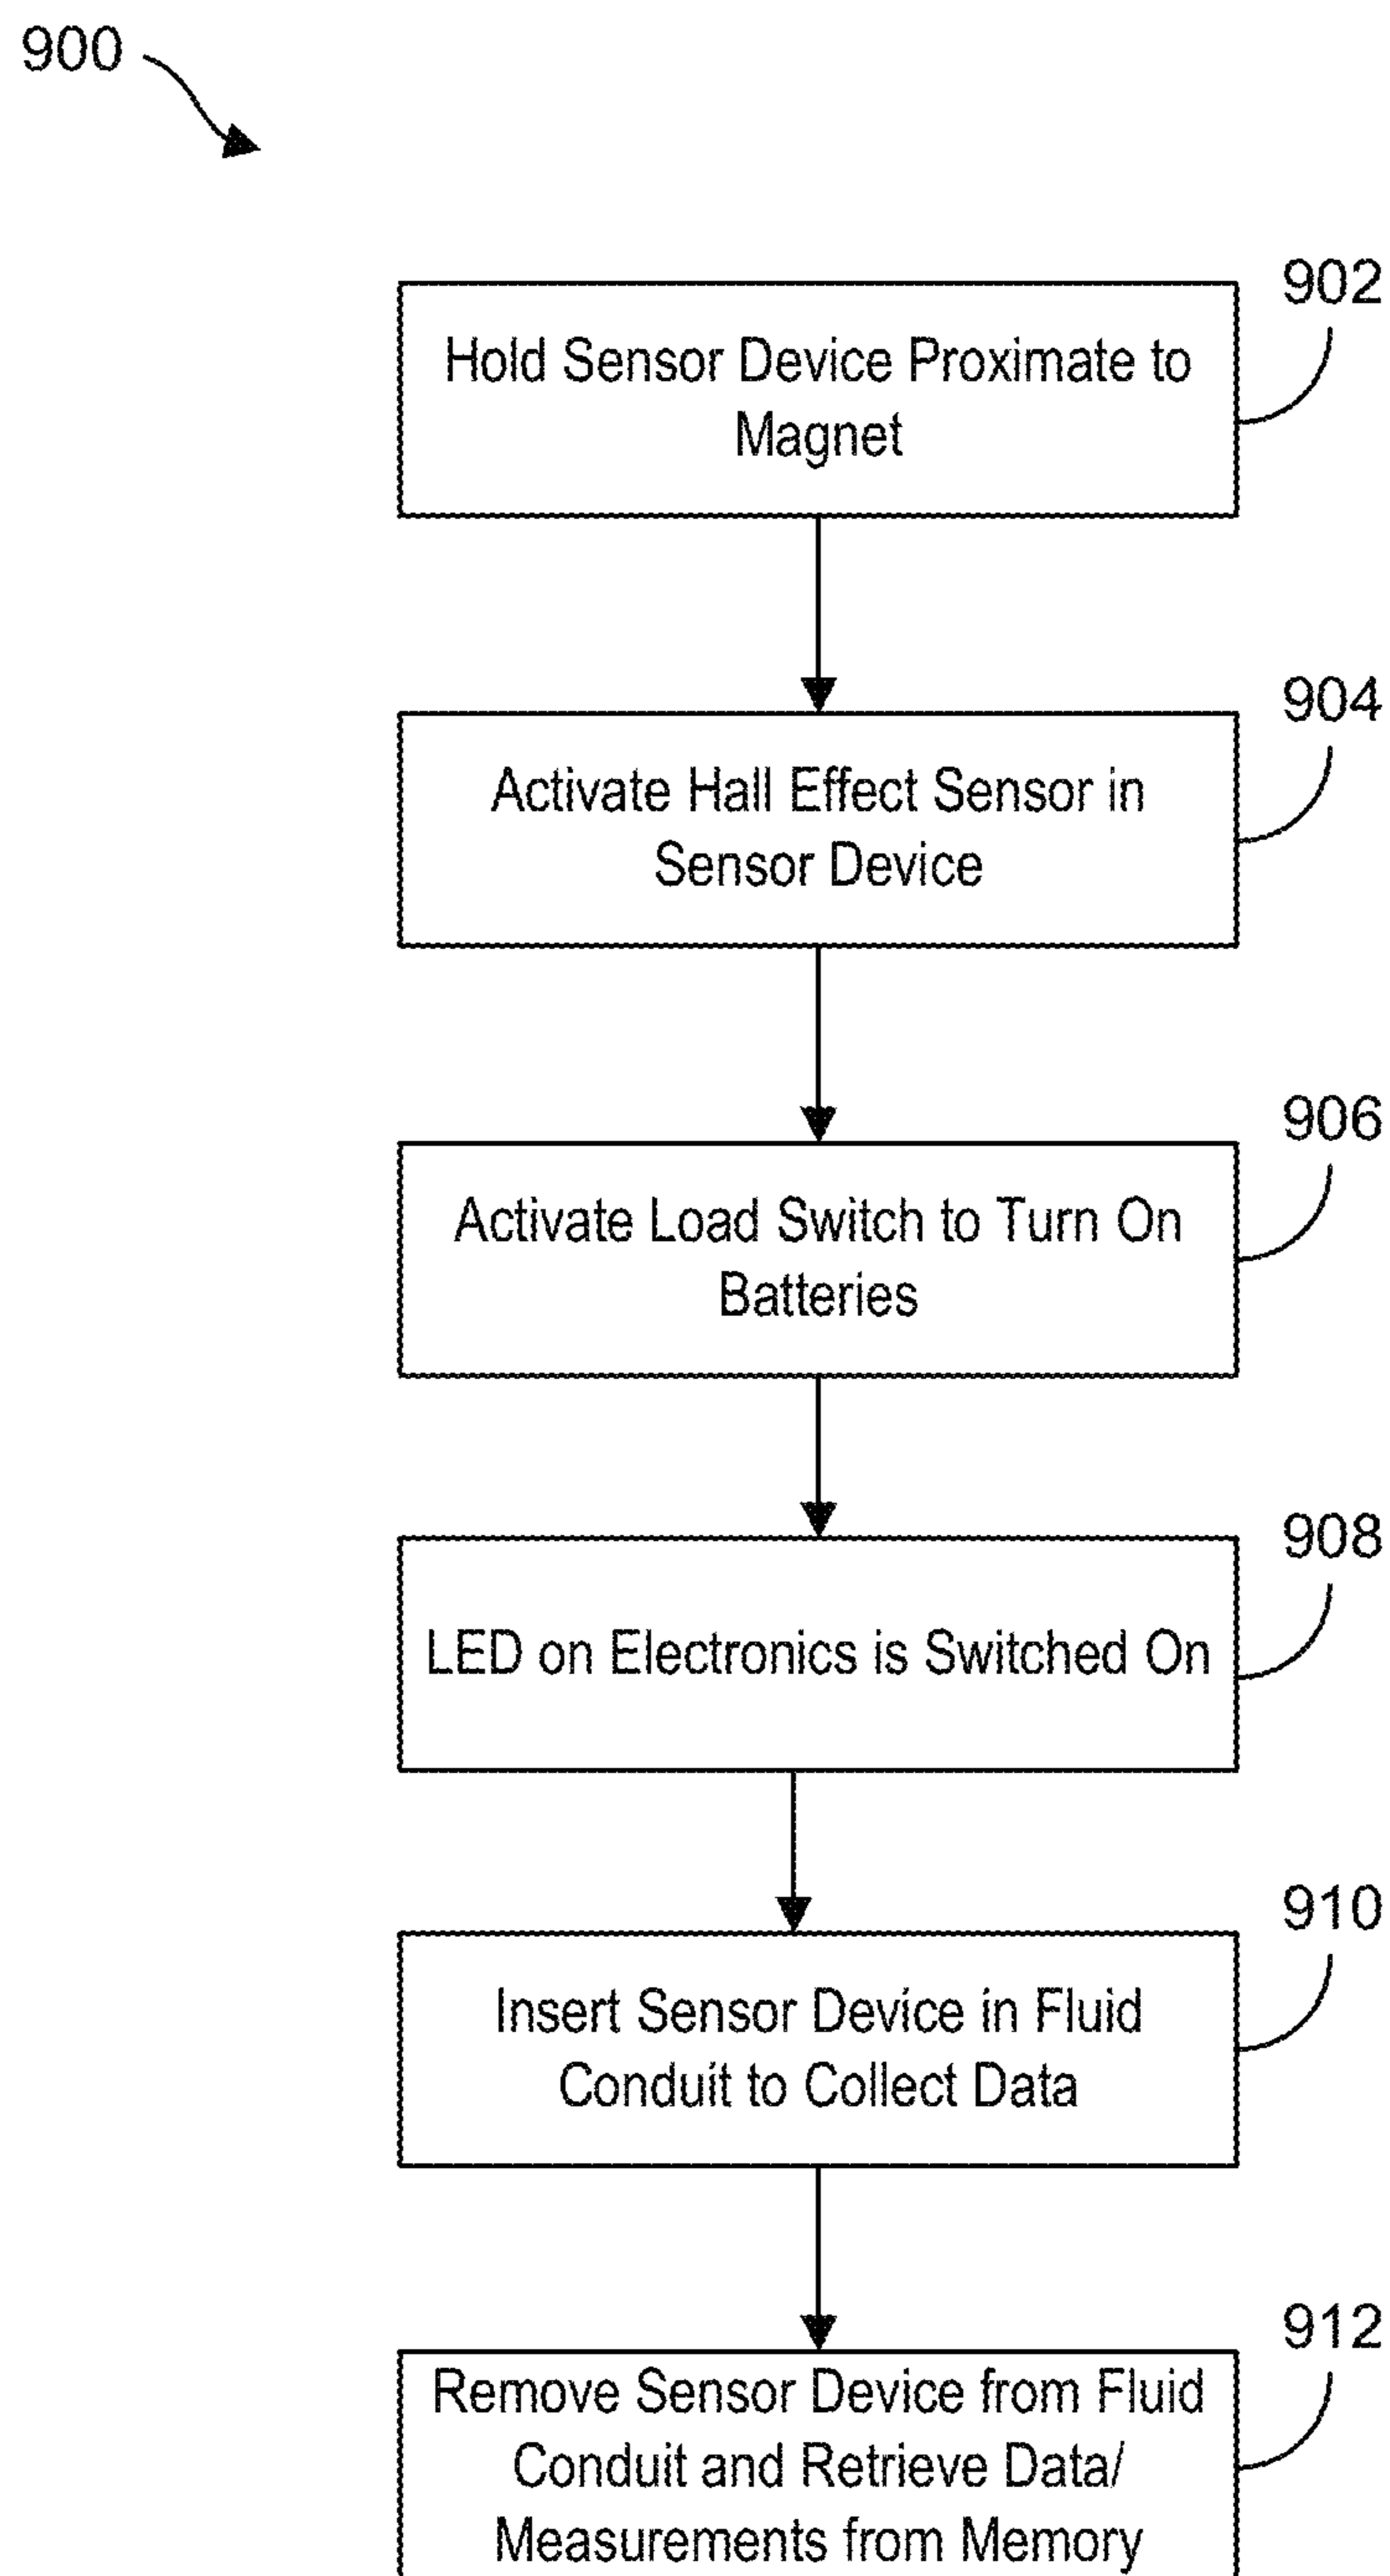 900
902
Hold Sensor Device Proximate to
Magnet
904
Activate Hall Effect Sensor in
Sensor Device
906
Activate Load Switch to Turn On
Batteries
908
LED on Electronics is Switched On
910
Insert Sensor Device in Fluid
Conduit to Collect Data
912
Remove Sensor Device from Fluid
Conduit and Retrieve Data/
Measurements from Memory